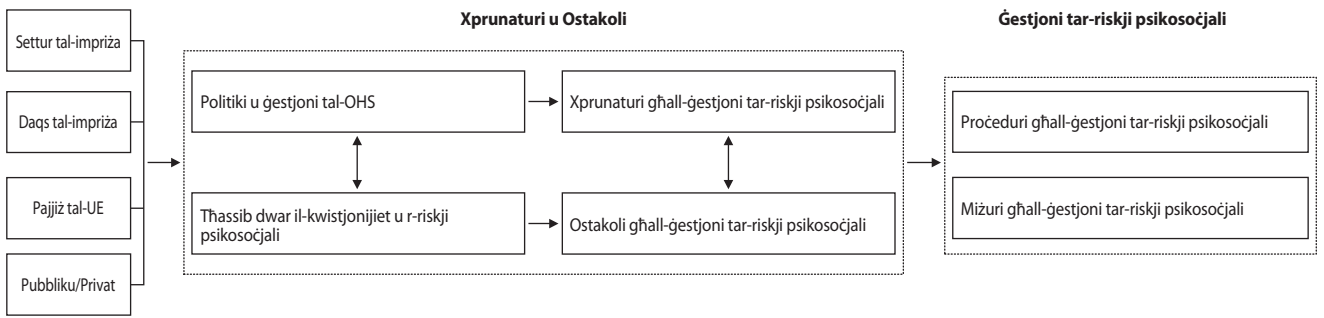 Xprunaturi u Ostakoli
Ġestjoni tar-riskji psikosoċjali
Settur tal-impriża
Daqs tal-impriża
Pajjiż tal-UE
Pubbliku/Privat
Politiki u ġestjoni tal-OHS
Xprunaturi għall-ġestjoni tar-riskji psikosoċjali
Tħassib dwar il-kwistjonijiet u r-riskji
psikosoċjali
Ostakoli għall-ġestjoni tar-riskji psikosoċjali
Proċeduri għall-ġestjoni tar-riskji psikosoċjali
Miżuri għall-ġestjoni tar-riskji psikosoċjali